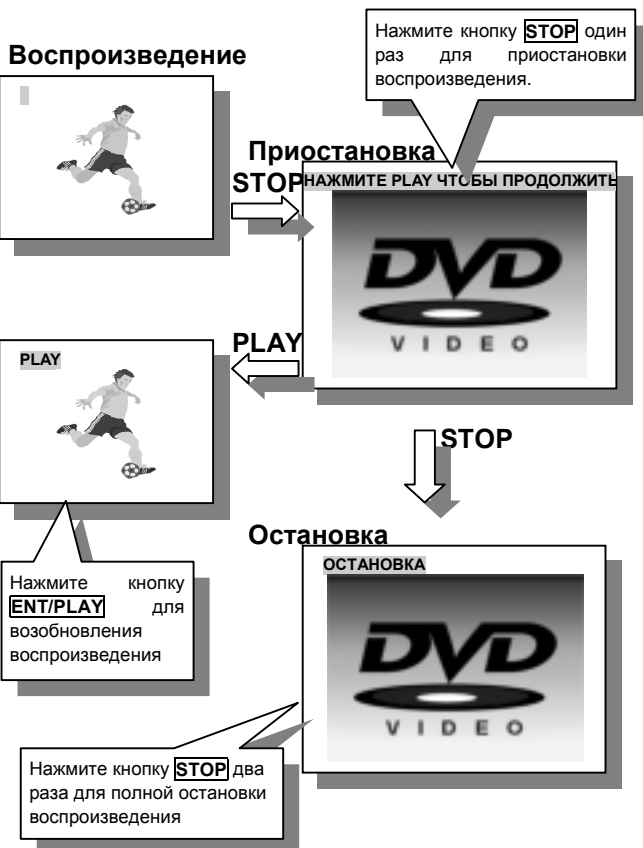 Нажмите кнопку STOP один
раз для приостановки
воспроизведения.
Воспроизведение
Приостановка
STOP
НАЖМИТЕ PLAY ЧТОБЫ ПРОДОЛЖИТЬ
DVD
VIDEO
PLAY
PLAY
STOP
Остановка
ОСТАНОВКА
DVD
VIDEO
Нажмите кнопку
ENT/PLAY для
возобновления
воспроизведения
Нажмите кнопку STOP два
раза для полной остановки
воспроизведения